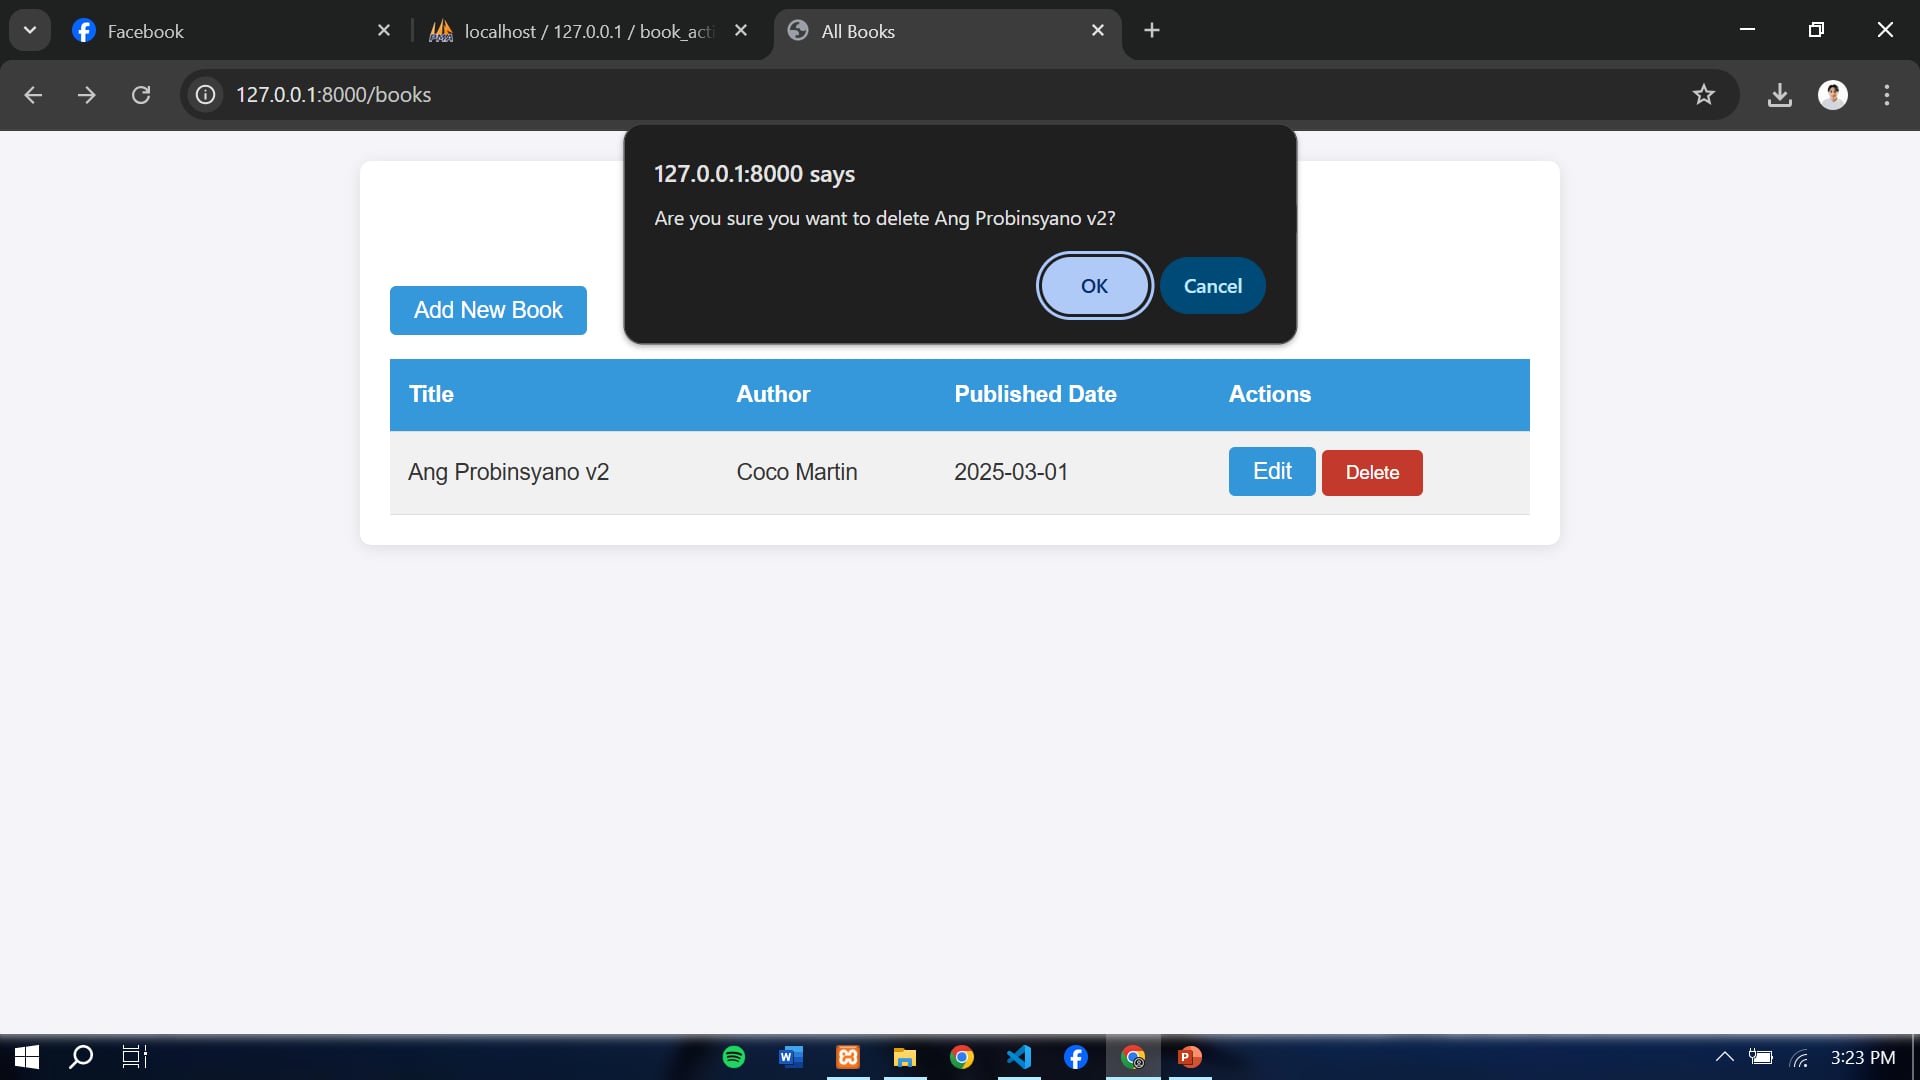 Facebook
localhost / 127.0.0.1 / book_acti
All Books
127.0.0.1:8000/books
127.0.0.1:8000 says
Are you sure you want to delete Ang Probinsyano v2?
OK
Cancel
Add New Book
Title
Author
Published Date
Actions
Ang Probinsyano v2
Coco Martin
2025-03-01
Edit
Delete
3:23 PM